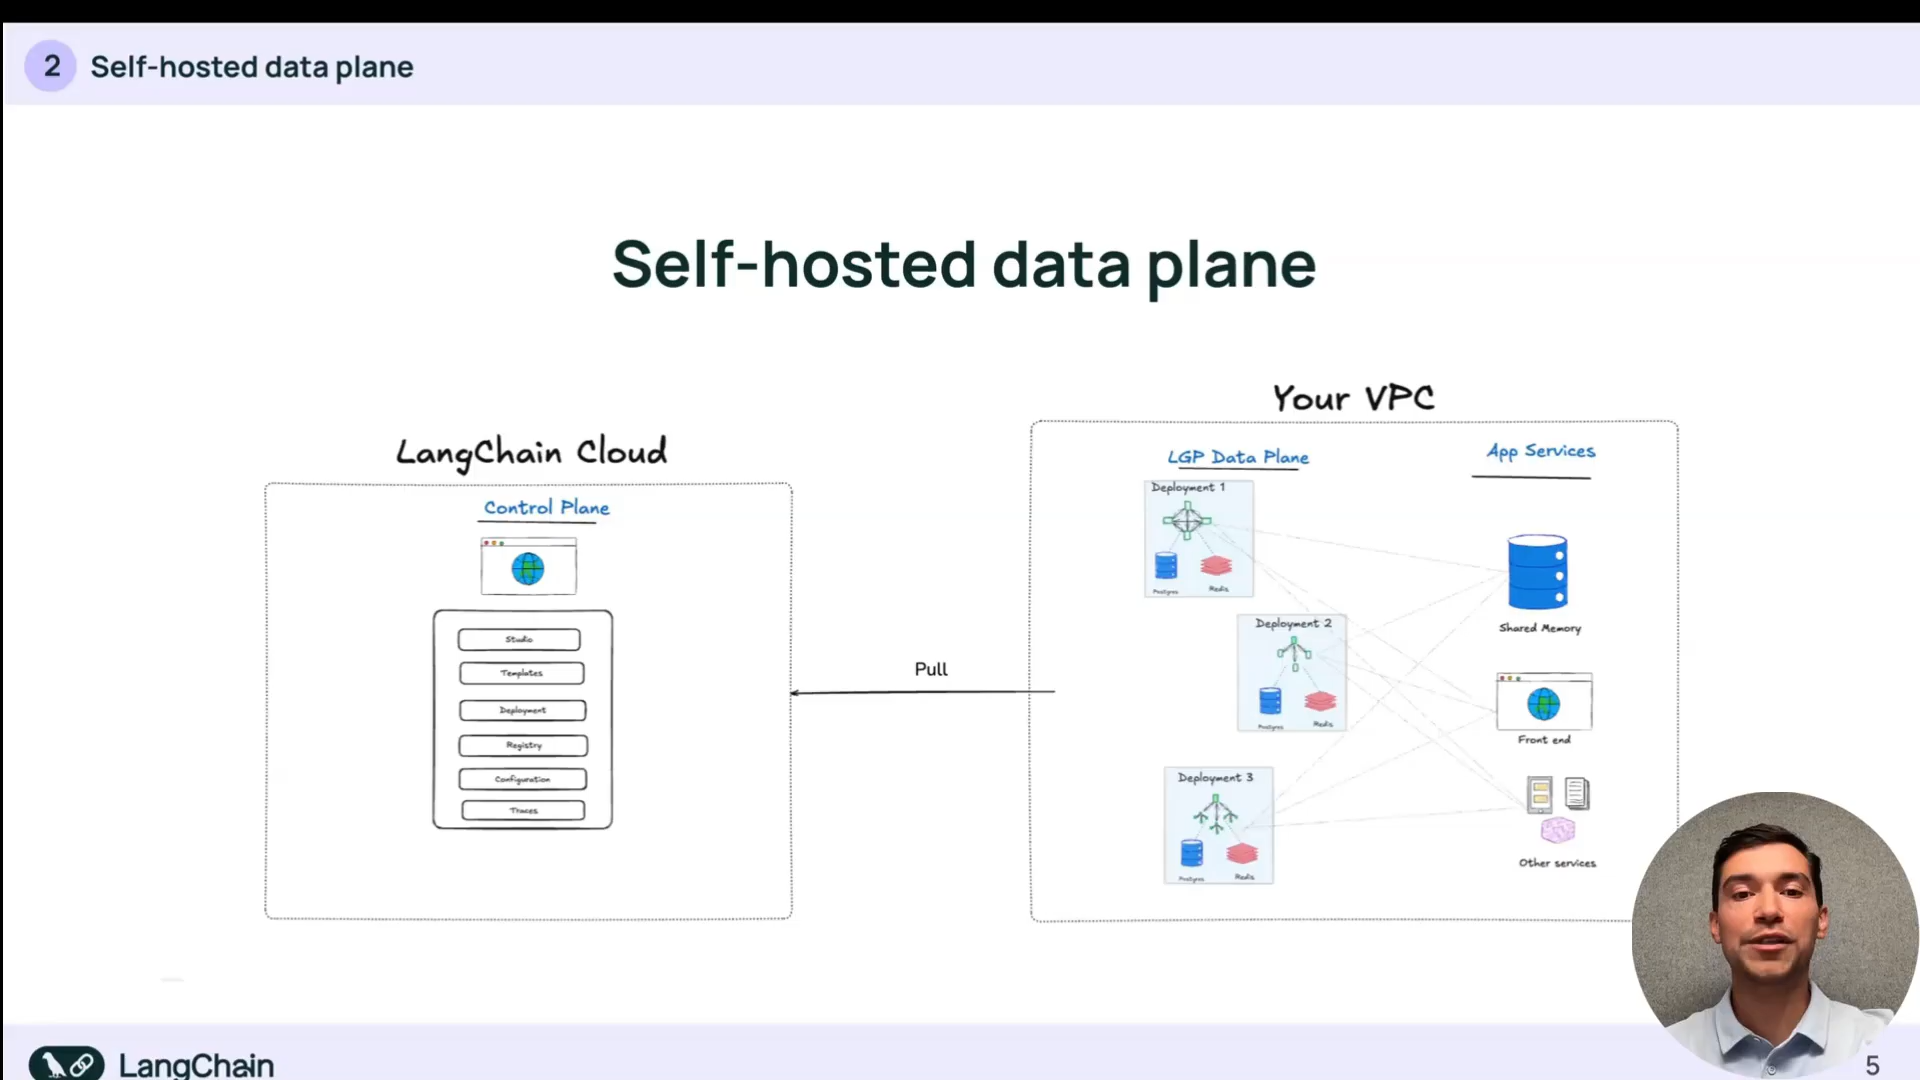 2 Self-hosted data plane
Self-hosted data plane
LangChain Cloud
Control Plane
Studio
Templates
Deployment
Registry
Configuration
Traces
Pull
Your VPC
LGP Data Plane
Deployment 1
Postgres Redis
Deployment 2
Postgres Redis
Deployment 3
Postgres Redis
App Services
Shared Memory
Front end
Other services
LangChain
5